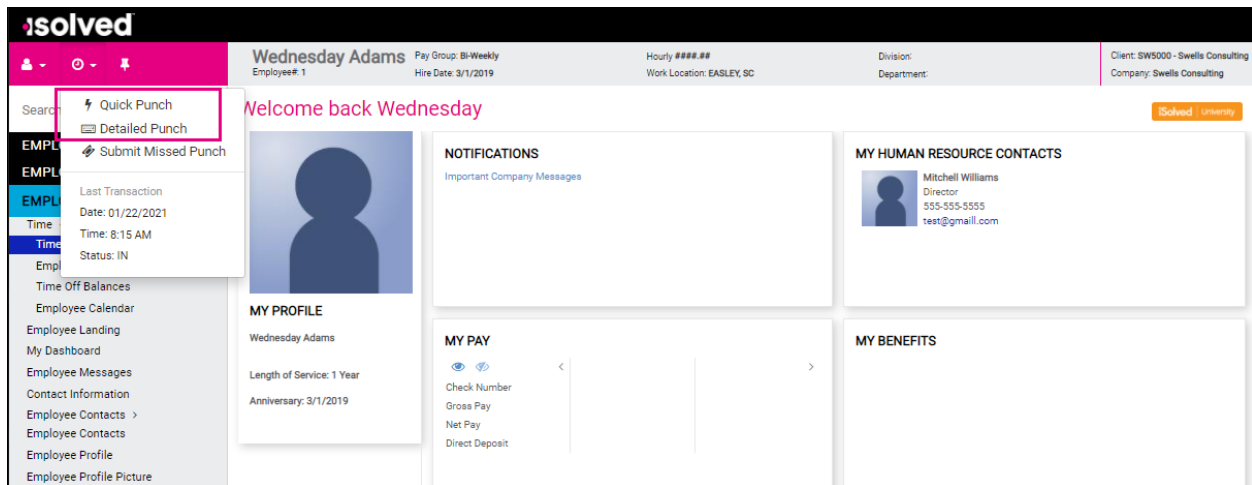 isolved
Wednesday Adams
Employee#: 1
Pay Group: Bi-Weekly
Hire Date: 3/1/2019
Hourly ####.##
Work Location: EASLEY, SC
Division:
Department:
Client: SW5000 - Swells Consulting
Company: Swells Consulting
Searc
Quick Punch
Detailed Punch
Submit Missed Punch
Last Transaction
Date: 01/22/2021
Time: 8:15 AM
Status: IN
EMPL
EMPL
EMPL
Time
Time
Empl
Time Off Balances
Employee Calendar
Employee Landing
My Dashboard
Employee Messages
Contact Information
Employee Contacts >
Employee Contacts
Employee Profile
Employee Profile Picture
Welcome back Wednesday
iSolved University
MY PROFILE
Wednesday Adams
Length of Service: 1 Year
Anniversary: 3/1/2019
NOTIFICATIONS
Important Company Messages
MY HUMAN RESOURCE CONTACTS
Mitchell Williams
Director
555-555-5555
test@gmaill.com
MY PAY
Check Number
Gross Pay
Net Pay
Direct Deposit
MY BENEFITS